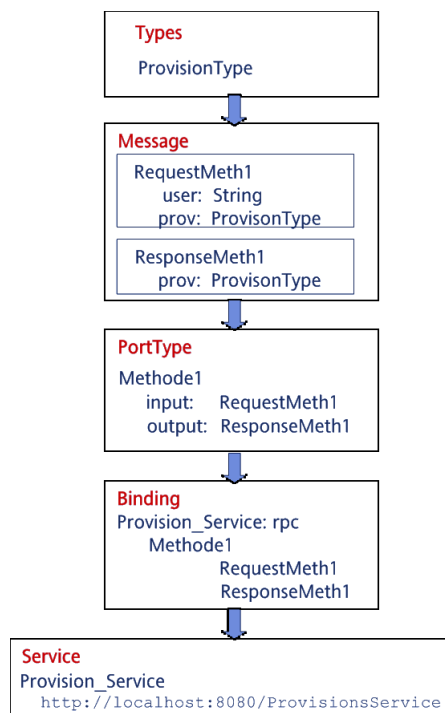 Types
ProvisionType
Message
RequestMeth1
user: String
prov: ProvisonType
ResponseMeth1
prov: ProvisonType
PortType
Methode1
input: RequestMeth1
output: ResponseMeth1
Binding
Provision_Service: rpc
Methode1
RequestMeth1
ResponseMeth1
Service
Provision_Service
http://localhost:8080/ProvisionsService